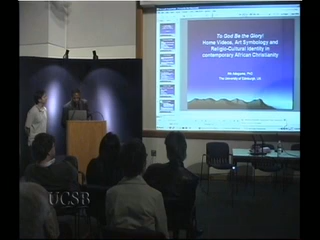 To God Be the Glory!
Home Videos, Art Symbology and
Religio-Cultural Identity in
contemporary African Christianity
The University of Edinburgh, UK
UCSB